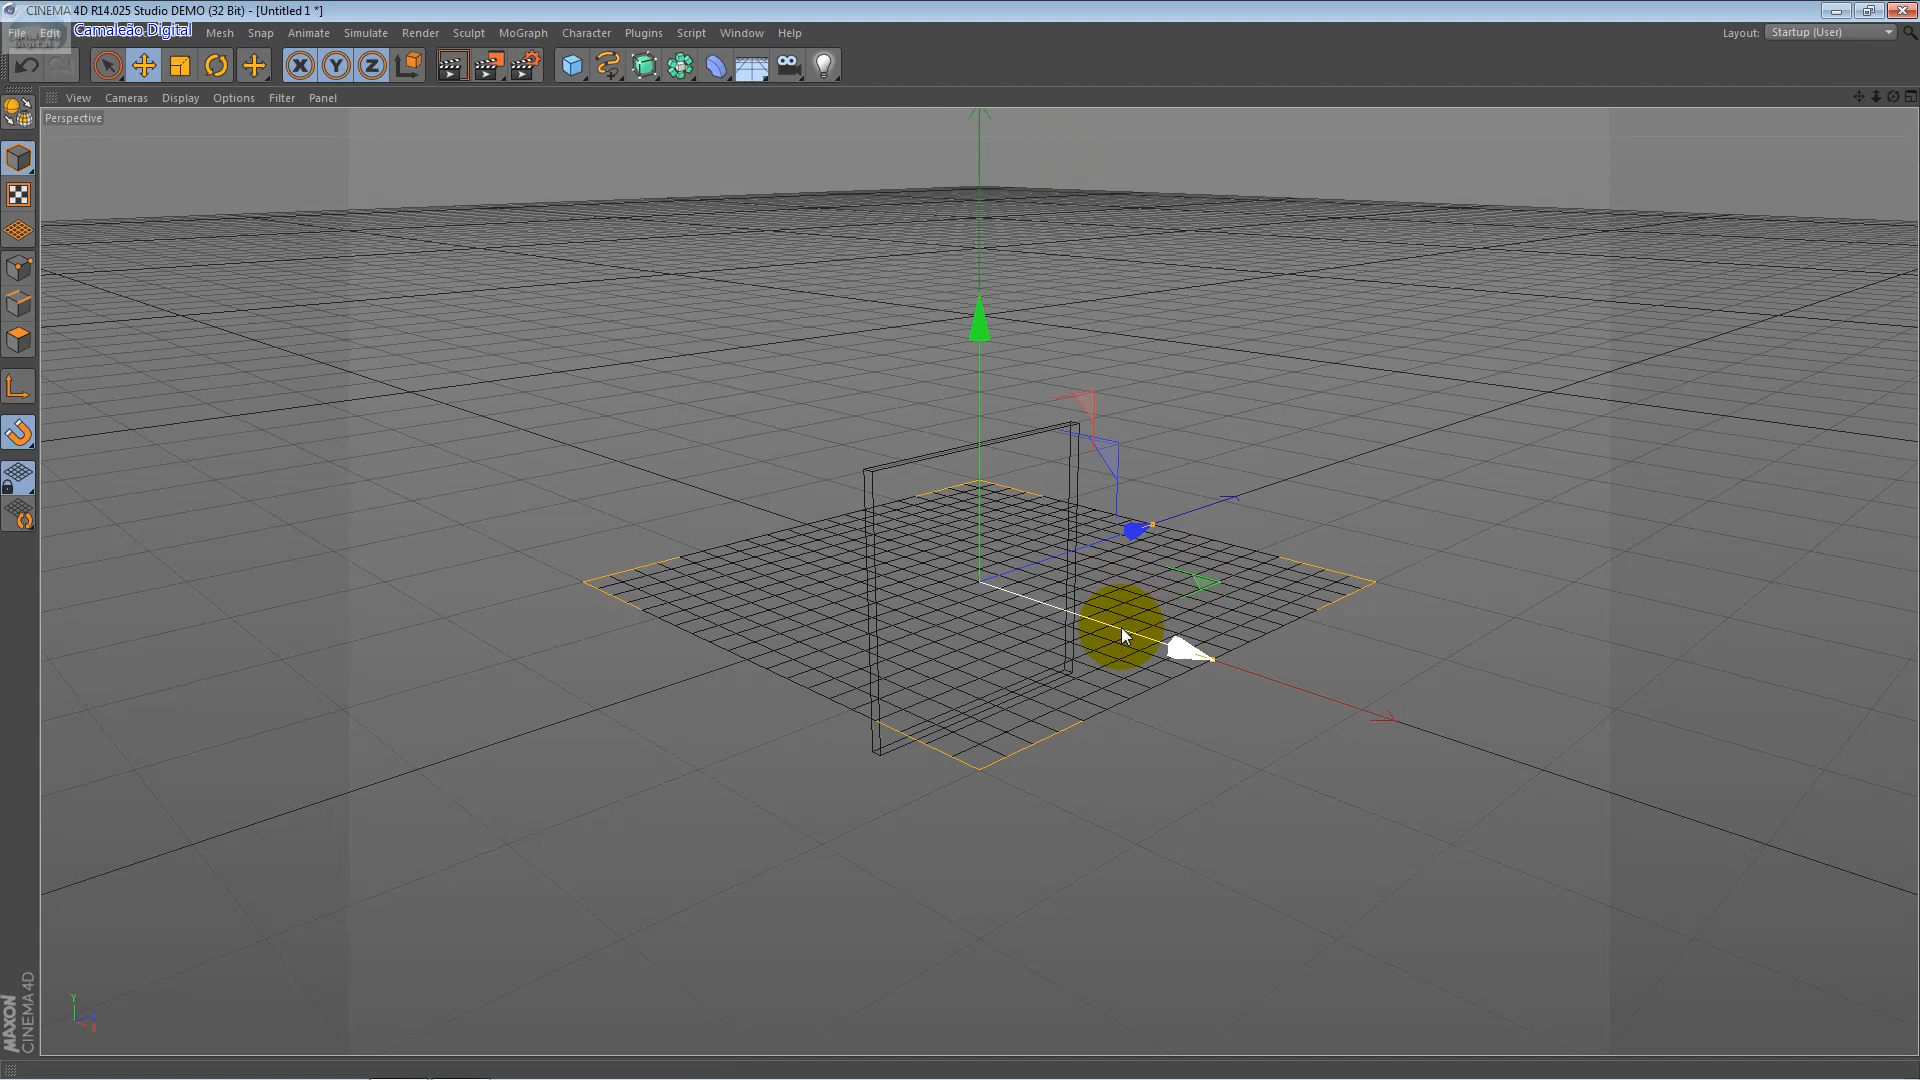 CINEMA 4D R14.025 Studio DEMO (32 Bit) - [Untitled 1 *]
File Edit Camaleão Digital Mesh Snap Animate Simulate Render Sculpt MoGraph Character Plugins Script Window Help Layout: Startup (User)
View Cameras Display Options Filter Panel
Perspective
Y
Z
X
MAXON
CINEMA 4D